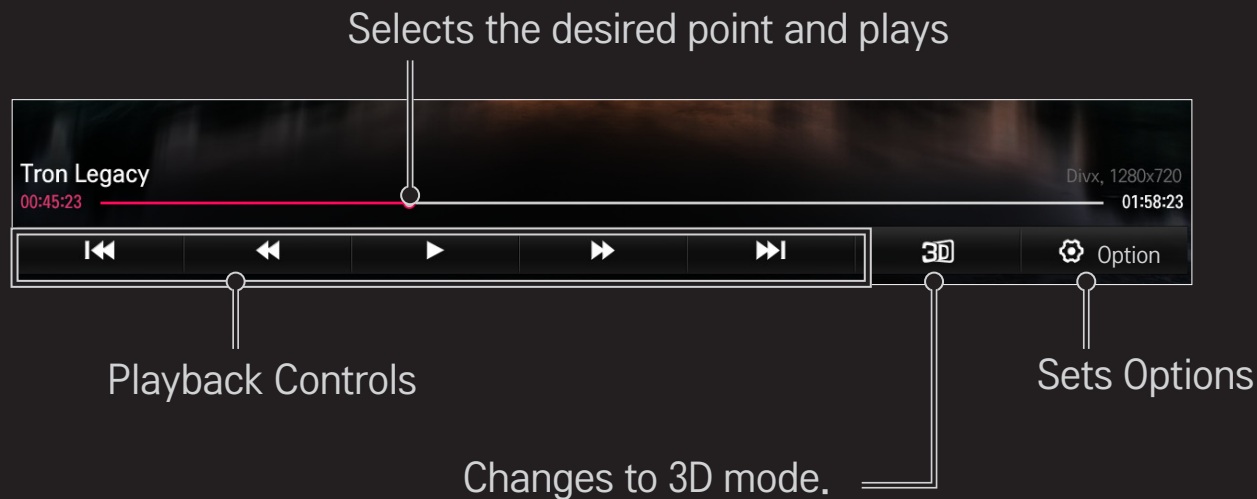 Selects the desired point and plays
Tron Legacy
Divx, 1280x720
00:45:23
01:58:23
3D
Option
Playback Controls
Sets Options
Changes to 3D mode.